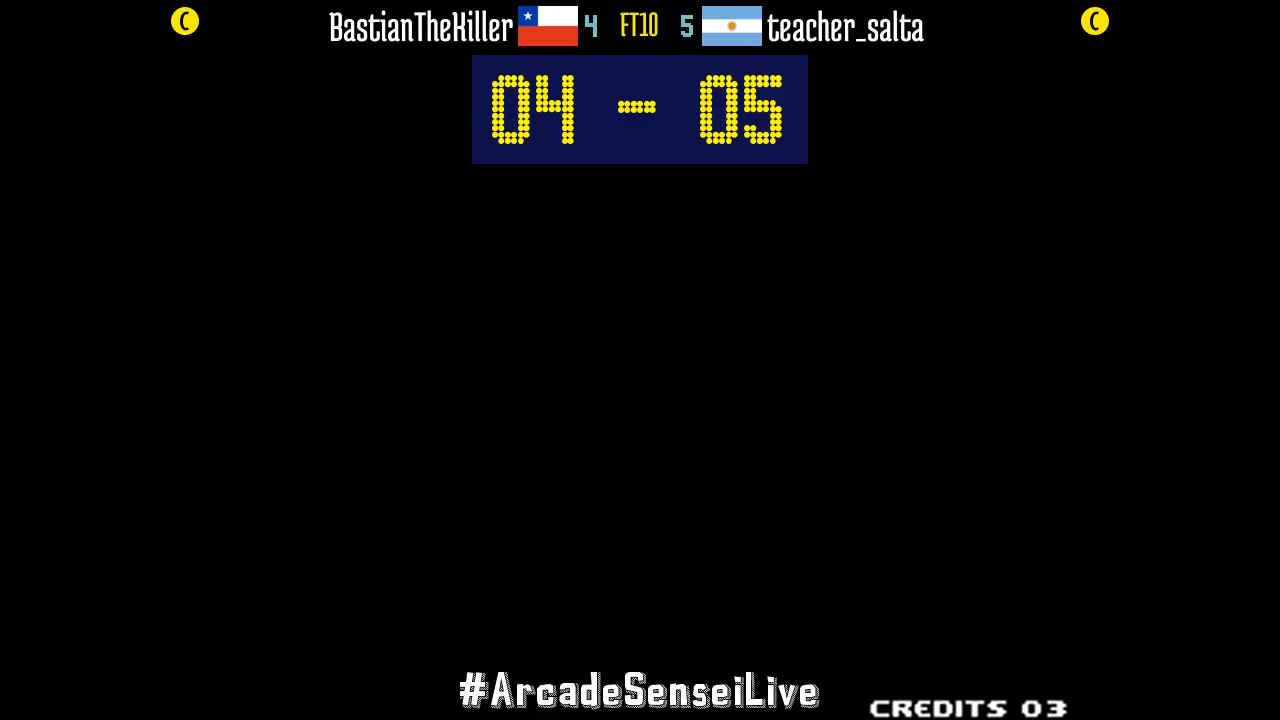 C BastianTheKiller 4 FT10 5 teacher_salta C
04 - 05
#ArcadeSenseiLive
CREDITS 03